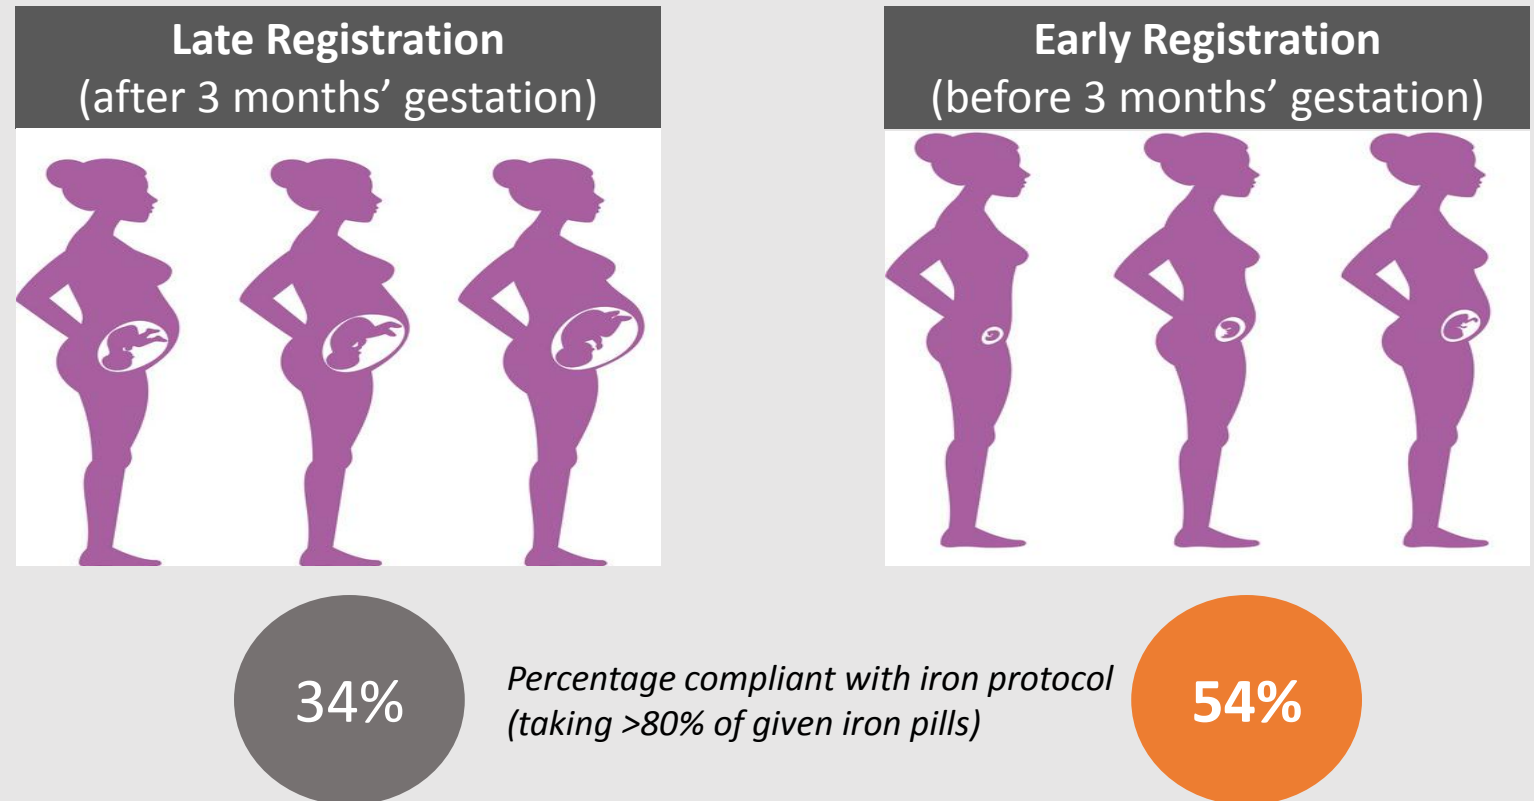 Late Registration
(after 3 months’ gestation)
Early Registration
(before 3 months’ gestation)
34%
Percentage compliant with iron protocol
(taking >80% of given iron pills)
54%